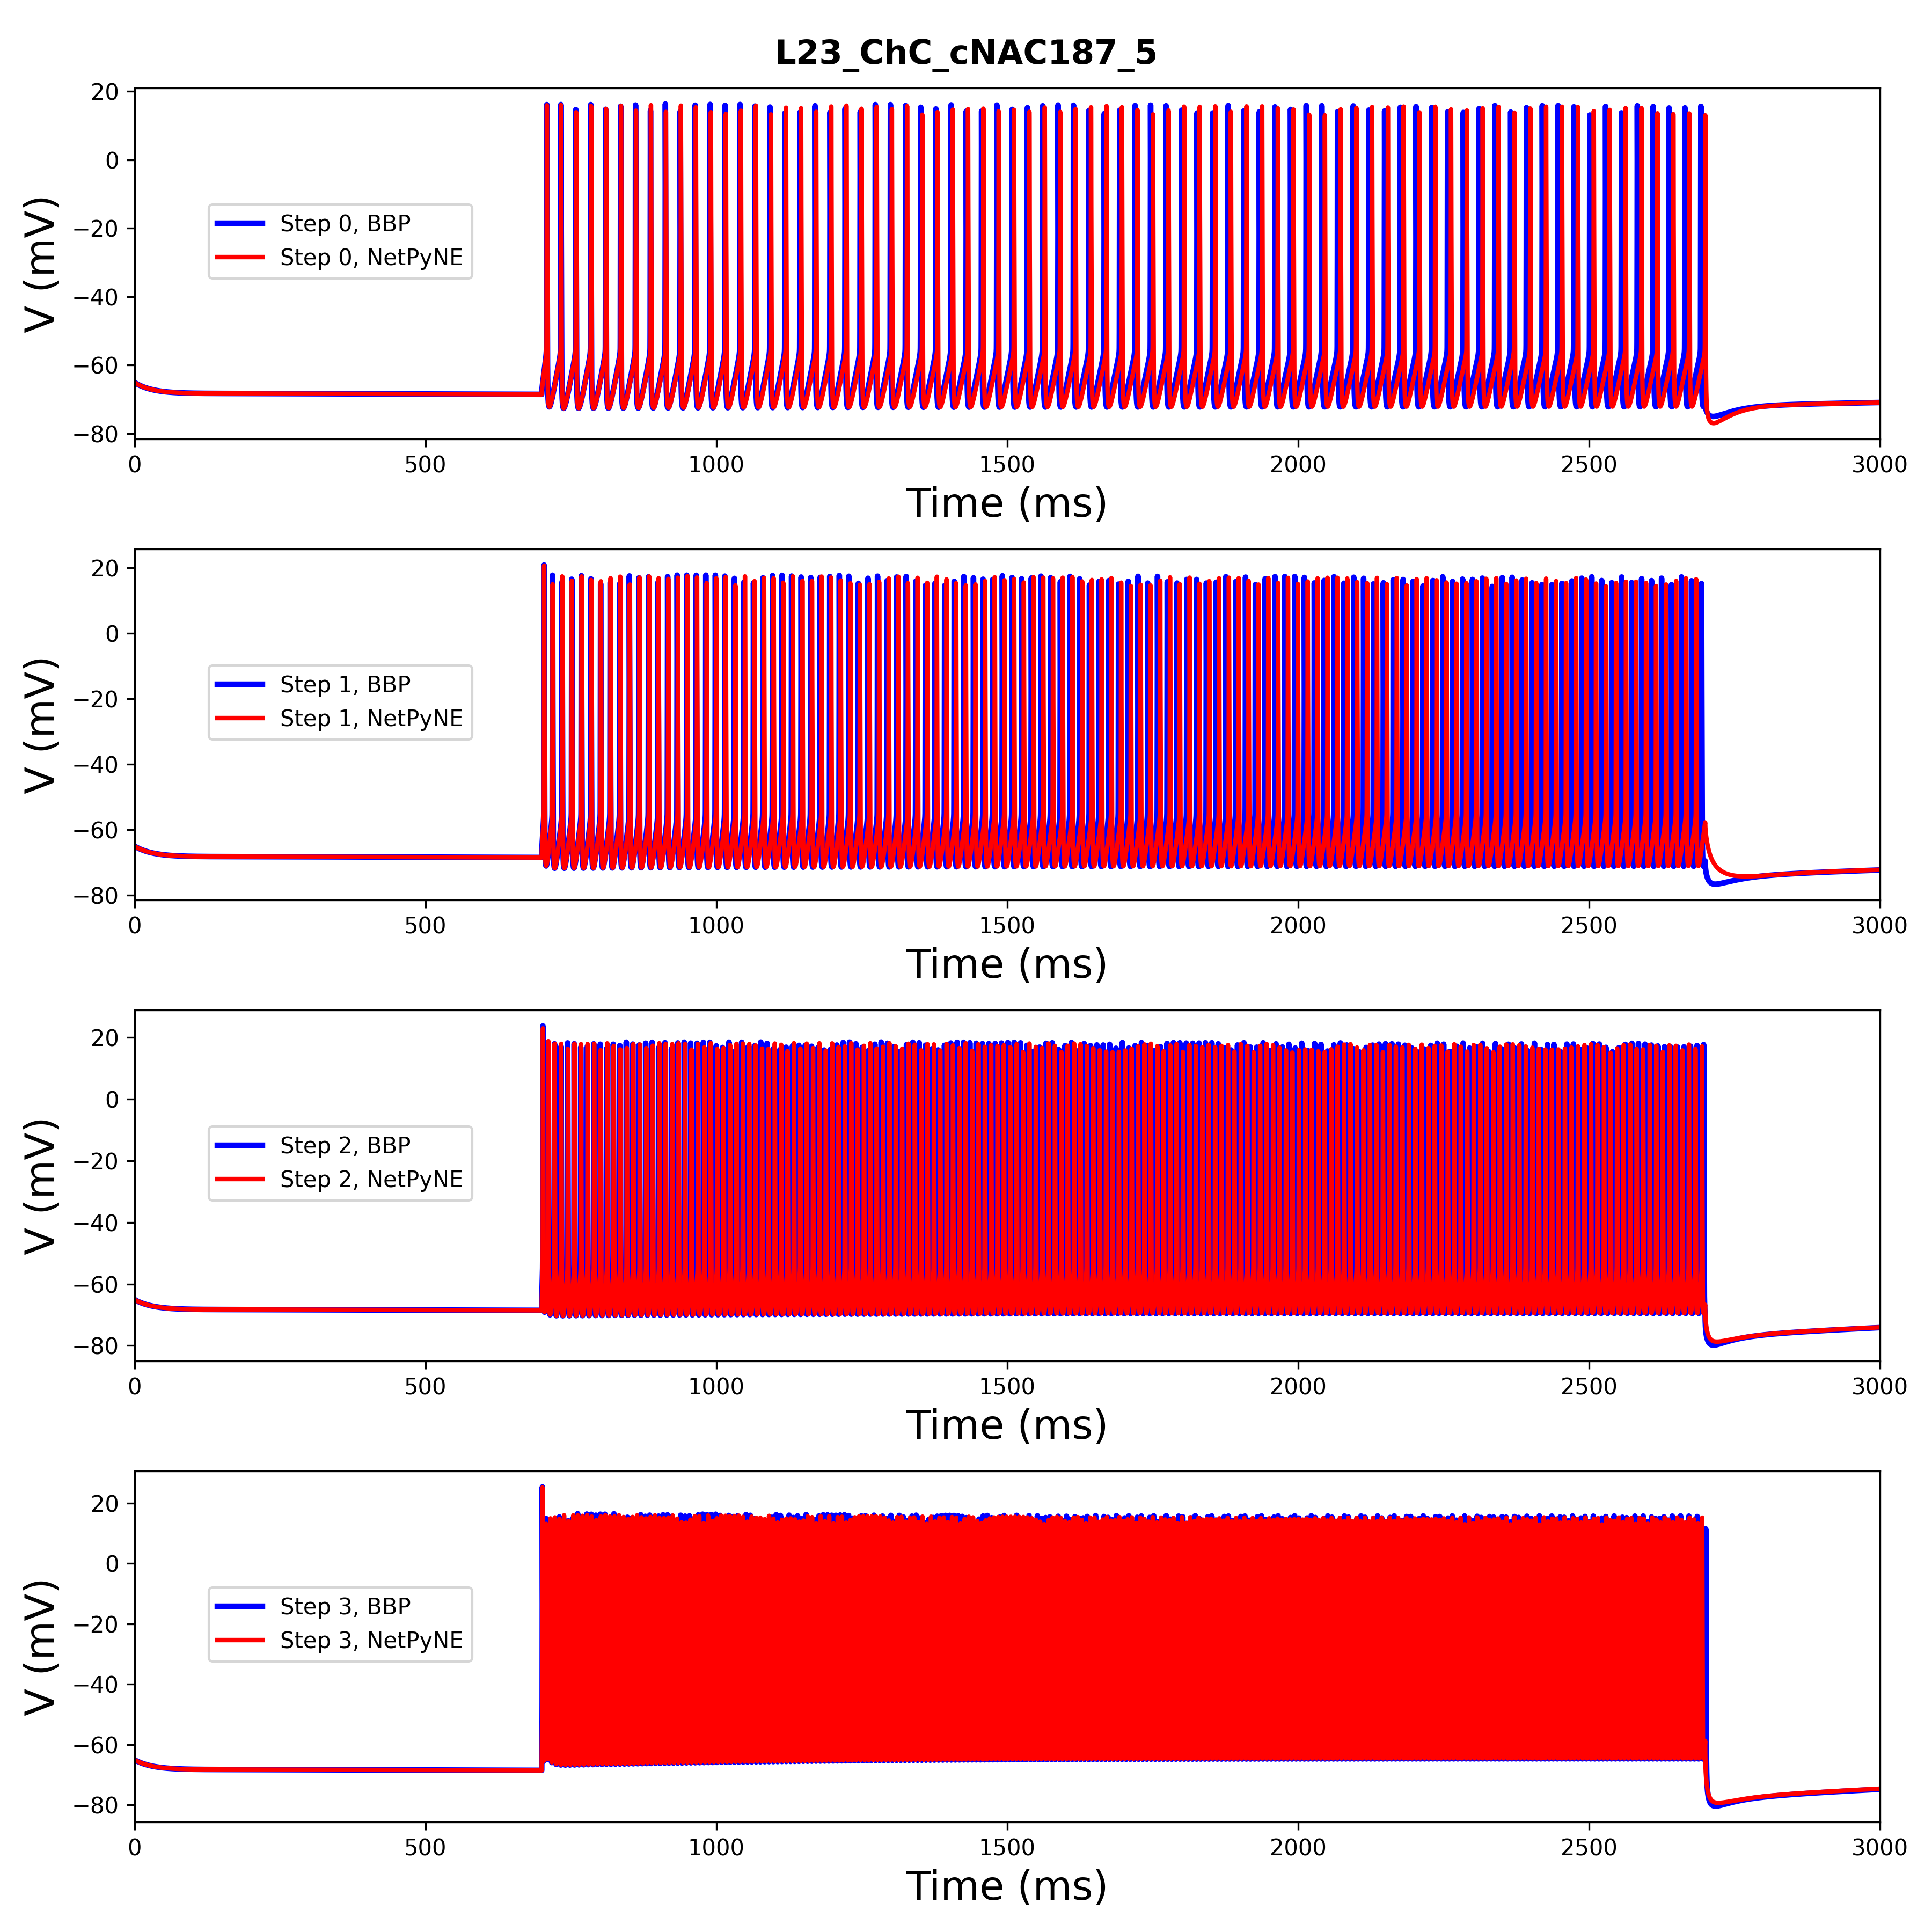 L23_ChC_cNAC187_5
20
0
−20
−40
−60
−80
V (mV)
Step 0, BBP
Step 0, NetPyNE
0 500 1000 1500 2000 2500 3000
Time (ms)
20
0
−20
−40
−60
−80
V (mV)
Step 1, BBP
Step 1, NetPyNE
0 500 1000 1500 2000 2500 3000
Time (ms)
20
0
−20
−40
−60
−80
V (mV)
Step 2, BBP
Step 2, NetPyNE
0 500 1000 1500 2000 2500 3000
Time (ms)
20
0
−20
−40
−60
−80
V (mV)
Step 3, BBP
Step 3, NetPyNE
0 500 1000 1500 2000 2500 3000
Time (ms)